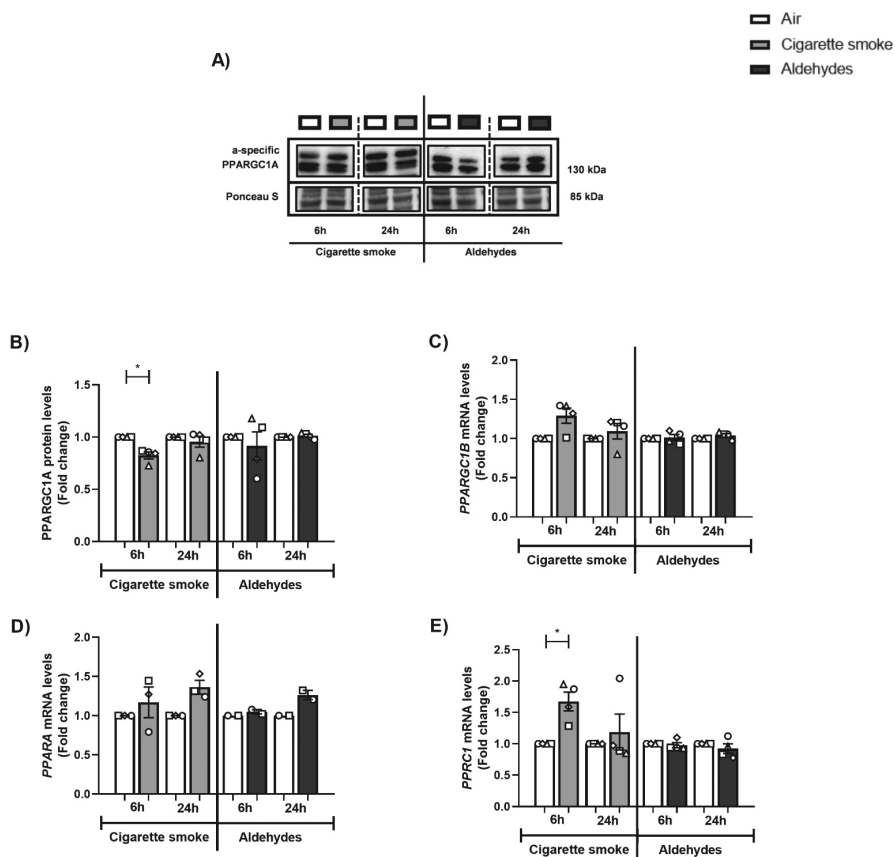 Air
Cigarette smoke
Aldehydes
A)
a-specific
PPARGC1A
130 kDa
Ponceau S
85 kDa
6h 24h 6h 24h
Cigarette smoke Aldehydes
B)
*
PPARGC1A protein levels
(Fold change)
1.5
1.0
0.5
0.0
6h 24h 6h 24h
Cigarette smoke Aldehydes
C)
PPARGC1B mRNA levels
(Fold change)
2.0
1.5
1.0
0.5
0.0
6h 24h 6h 24h
Cigarette smoke Aldehydes
D)
PPARA mRNA levels
(Fold change)
2.0
1.5
1.0
0.5
0.0
6h 24h 6h 24h
Cigarette smoke Aldehydes
E)
*
PPRC1 mRNA levels
(Fold change)
2.5
2.0
1.5
1.0
0.5
0.0
6h 24h 6h 24h
Cigarette smoke Aldehydes